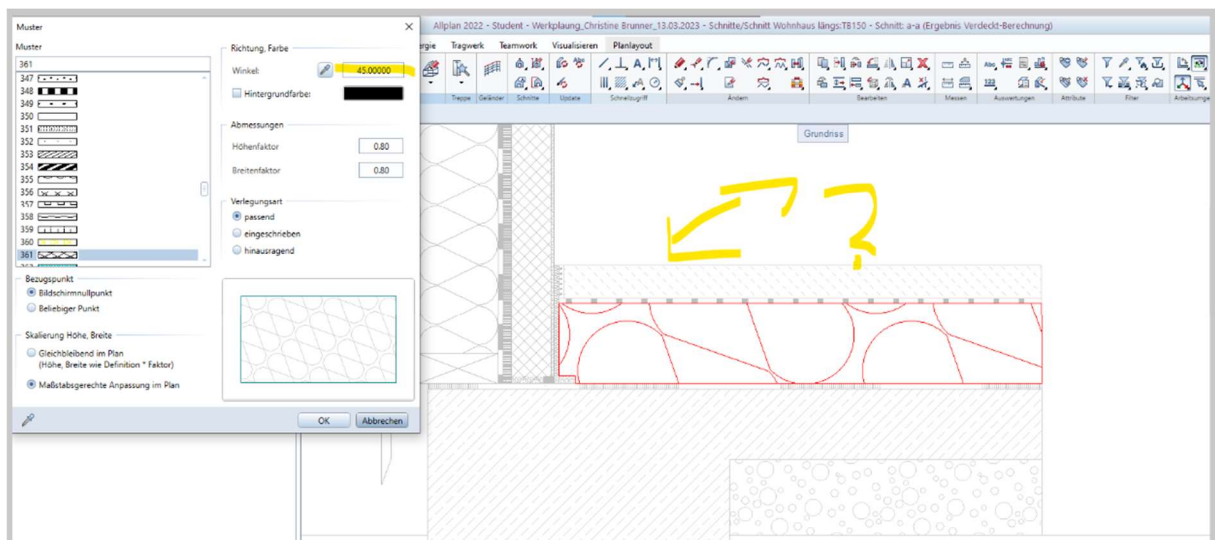 Muster
Allplan 2022 - Student - Werkplaung_Christine Brunner_13.03.2023 - Schnitte/Schnitt Wohnhaus längs:TB150 - Schnitt: a-a (Ergebnis Verdeckt-Berechnung)
Tragwerk Teamwork Visualisieren Planlayout
Treppe Geländer Schnitte Update Schnellzugriff Ändern Bearbeiten Messen Auswertungen Attribute Filter
Grundriss
Muster
361
347
348
349
350
351
352
353
354
355
356
357
358
359
360
361
Richtung, Farbe
Winkel: 45.00000
Hintergrundfarbe:
Abmessungen
Höhenfaktor 0.80
Breitenfaktor 0.80
Verlegungsart
passend
eingeschrieben
hinausragend
Bezugspunkt
Bildschirmnullpunkt
Beliebiger Punkt
Skalierung Höhe, Breite
Gleichbleibend im Plan
(Höhe, Breite wie Definition * Faktor)
Maßstabsgerechte Anpassung im Plan
OK Abbrechen
?